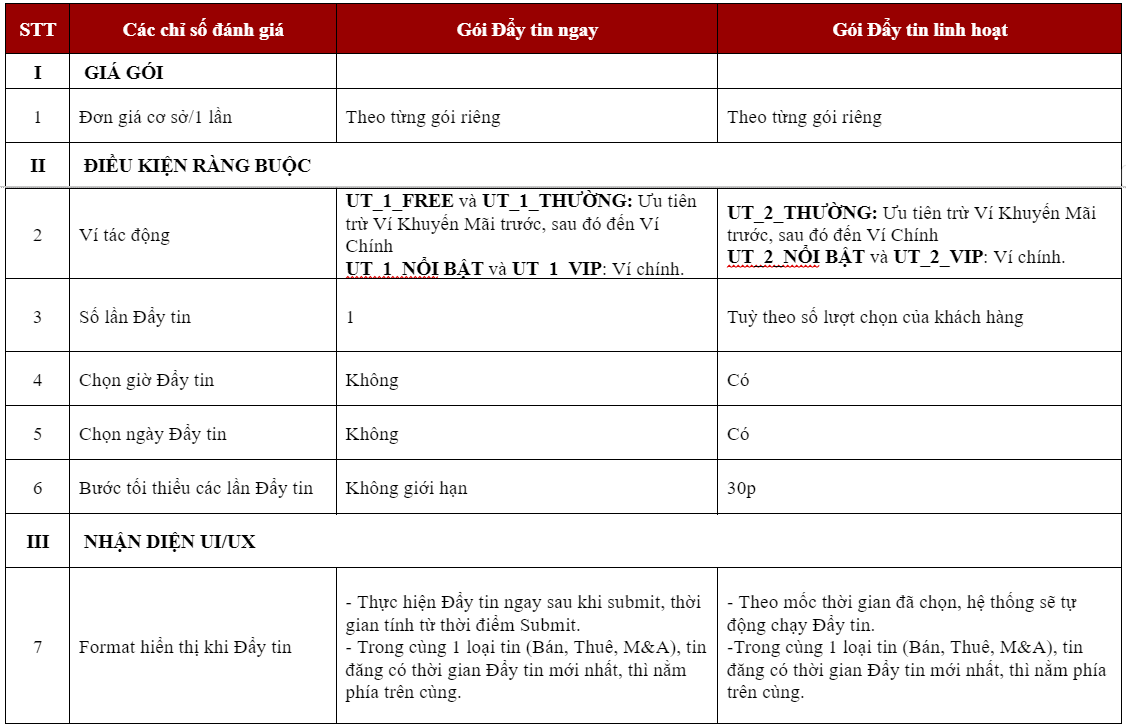 STT Các chỉ số đánh giá Gói Đẩy tin ngay Gói Đẩy tin linh hoạt
I GIÁ GÓI
1 Đơn giá cơ sở/1 lần Theo từng gói riêng Theo từng gói riêng
II ĐIỀU KIỆN RÀNG BUỘC
2 Ví tác động
UT_1_FREE và UT_1_THƯỜNG: Ưu tiên
trừ Ví Khuyến Mãi trước, sau đó đến Ví
Chính
UT_1_NỔI BẬT và UT_1_VIP: Ví chính.
UT_2_THƯỜNG: Ưu tiên trừ Ví Khuyến Mãi
trước, sau đó đến Ví Chính
UT_2_NỔI BẬT và UT_2_VIP: Ví chính.
3 Số lần Đẩy tin 1 Tuỳ theo số lượt chọn của khách hàng
4 Chọn giờ Đẩy tin Không Có
5 Chọn ngày Đẩy tin Không Có
6 Bước tối thiểu các lần Đẩy tin Không giới hạn 30p
III NHẬN DIỆN UI/UX
7 Format hiển thị khi Đẩy tin
- Thực hiện Đẩy tin ngay sau khi submit, thời
gian tính từ thời điểm Submit.
- Trong cùng 1 loại tin (Bán, Thuê, M&A), tin
đăng có thời gian Đẩy tin mới nhất, thì nằm
phía trên cùng.
- Theo mốc thời gian đã chọn, hệ thống sẽ tự
động chạy Đẩy tin.
-Trong cùng 1 loại tin (Bán, Thuê, M&A), tin
đăng có thời gian Đẩy tin mới nhất, thì nằm phía
trên cùng.